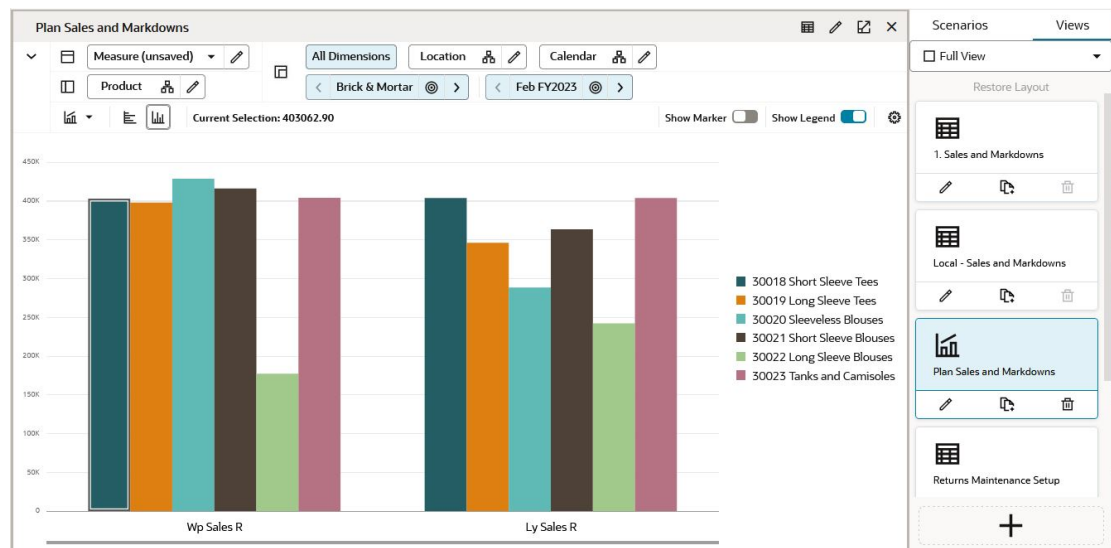 Plan Sales and Markdowns
Measure (unsaved)
All Dimensions
Location
Calendar
Product
Brick & Mortar
Feb FY2023
Current Selection: 403062.90
Show Marker
Show Legend
450K
400K
350K
300K
250K
200K
150K
100K
50K
0
Wp Sales R
Ly Sales R
30018 Short Sleeve Tees
30019 Long Sleeve Tees
30020 Sleeveless Blouses
30021 Short Sleeve Blouses
30022 Long Sleeve Blouses
30023 Tanks and Camisoles
Scenarios
Views
Full View
Restore Layout
1. Sales and Markdowns
Local - Sales and Markdowns
Plan Sales and Markdowns
Returns Maintenance Setup